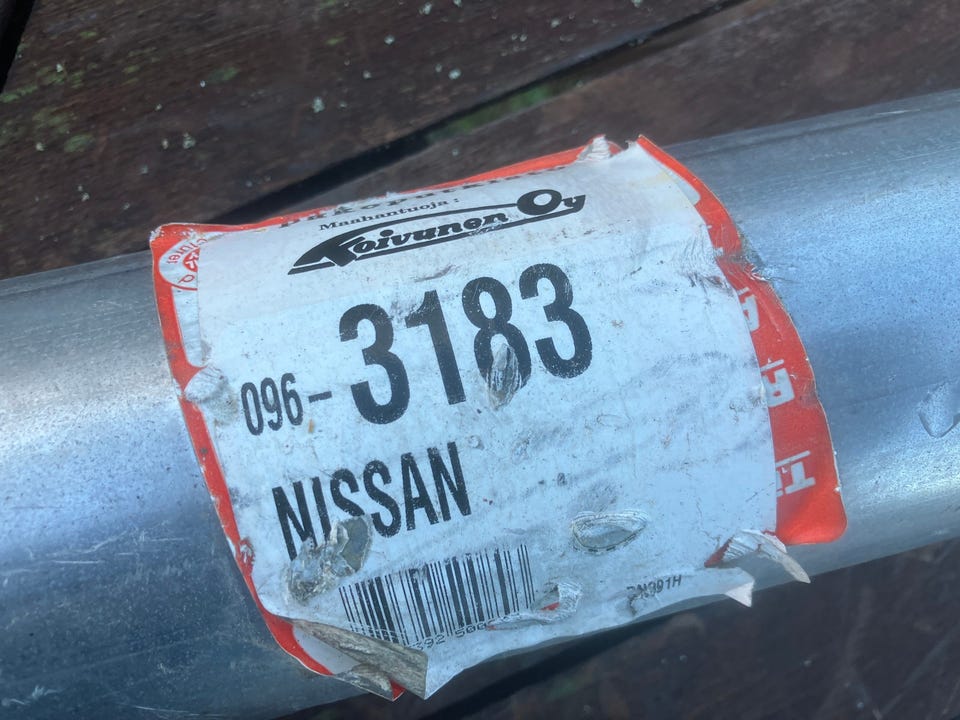 Maahantuoja :
Koivunen Oy
096-3183
NISSAN